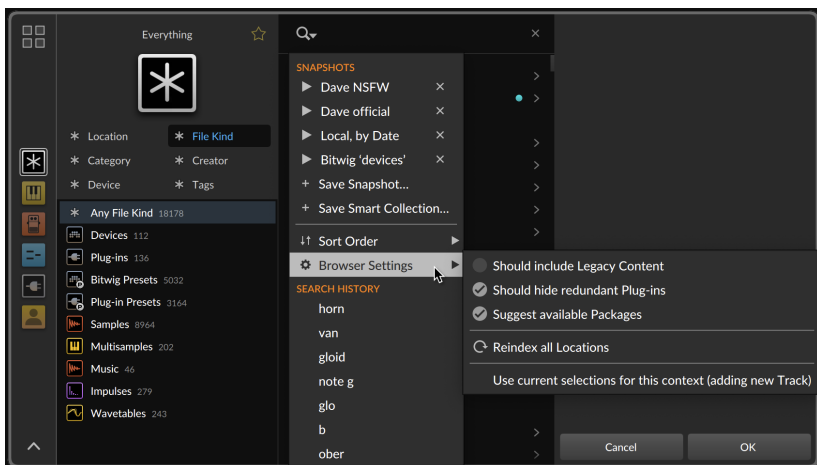 Everything
Location
File Kind
Category
Creator
Device
Tags
Any File Kind 18178
Devices 112
Plug-ins 136
Bitwig Presets 5032
Plug-in Presets 3164
Samples 8964
Multisamples 202
Music 46
Impulses 279
Wavetables 243
SNAPSHOTS
Dave NSFW
Dave official
Local, by Date
Bitwig ‘devices’
+ Save Snapshot...
+ Save Smart Collection...
Sort Order
Browser Settings
SEARCH HISTORY
horn
van
gloid
note g
glo
b
ober
Should include Legacy Content
Should hide redundant Plug-ins
Suggest available Packages
Reindex all Locations
Use current selections for this context (adding new Track)
Cancel
OK